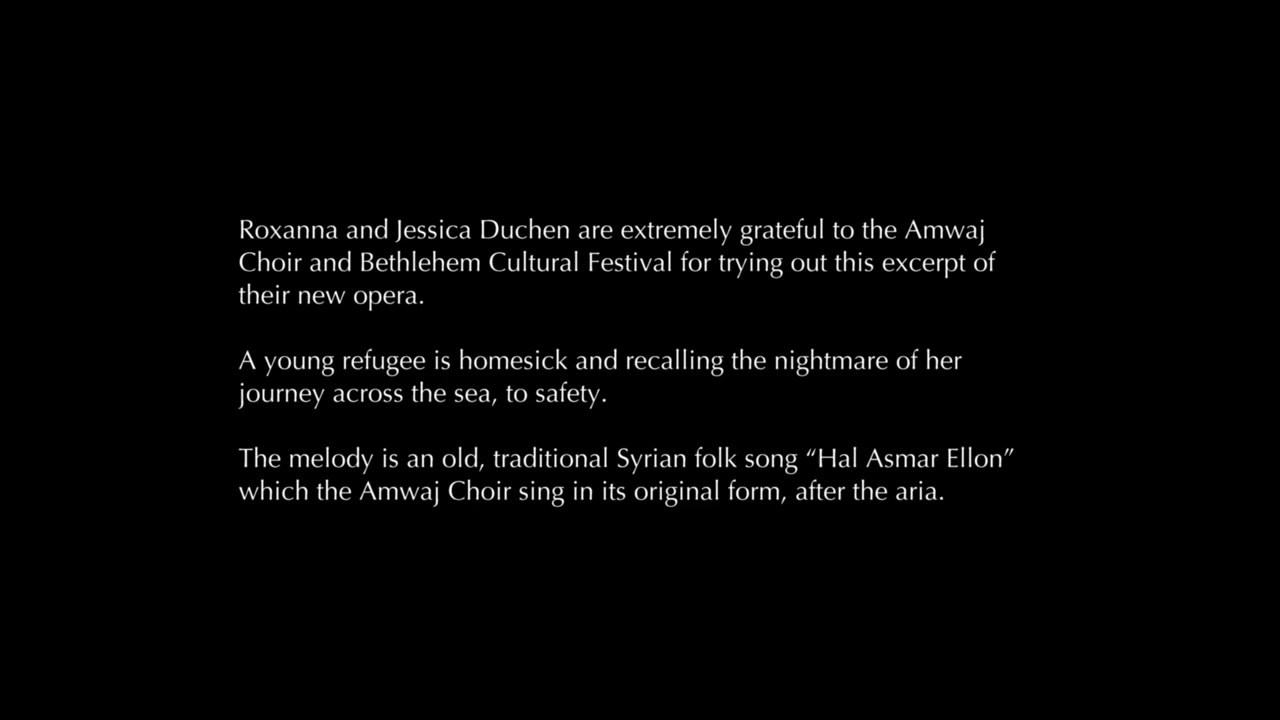 Roxanna and Jessica Duchen are extremely grateful to the Amwaj
Choir and Bethlehem Cultural Festival for trying out this excerpt of
their new opera.
A young refugee is homesick and recalling the nightmare of her
journey across the sea, to safety.
The melody is an old, traditional Syrian folk song “Hal Asmar Ellon”
which the Amwaj Choir sing in its original form, after the aria.